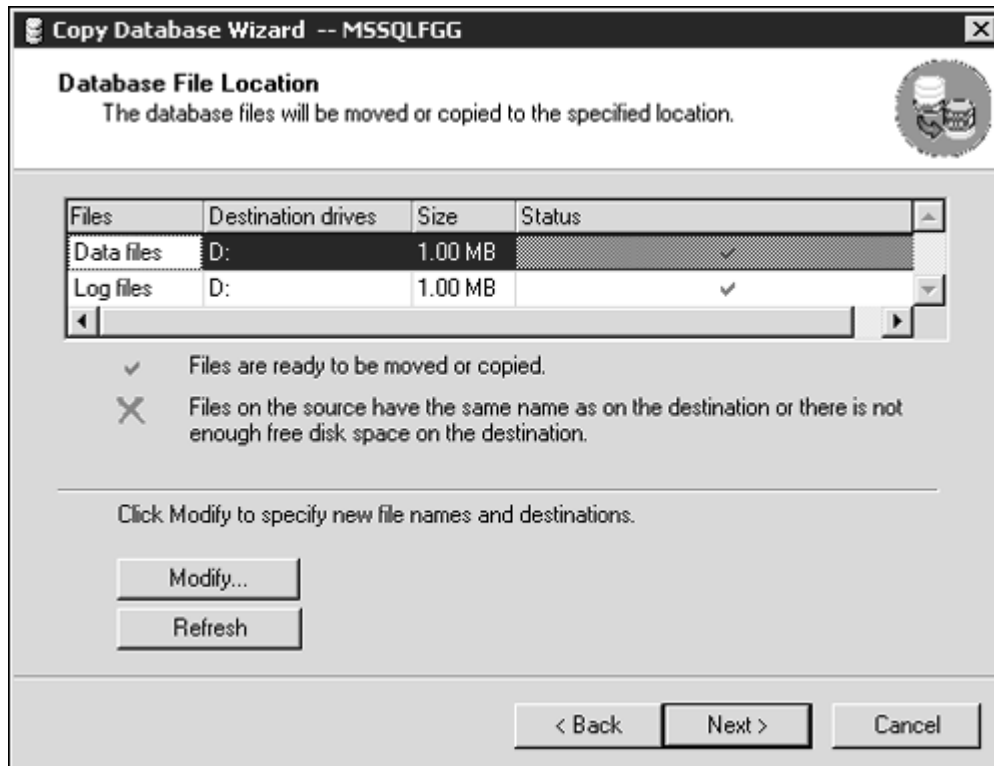 Copy Database Wizard -- MSSQLFGG
Database File Location
The database files will be moved or copied to the specified location.
Files Destination drives Size Status
Data files D: 1.00 MB
Log files D: 1.00 MB
Files are ready to be moved or copied.
Files on the source have the same name as on the destination or there is not
enough free disk space on the destination.
Click Modify to specify new file names and destinations.
Modify...
Refresh
< Back Next > Cancel